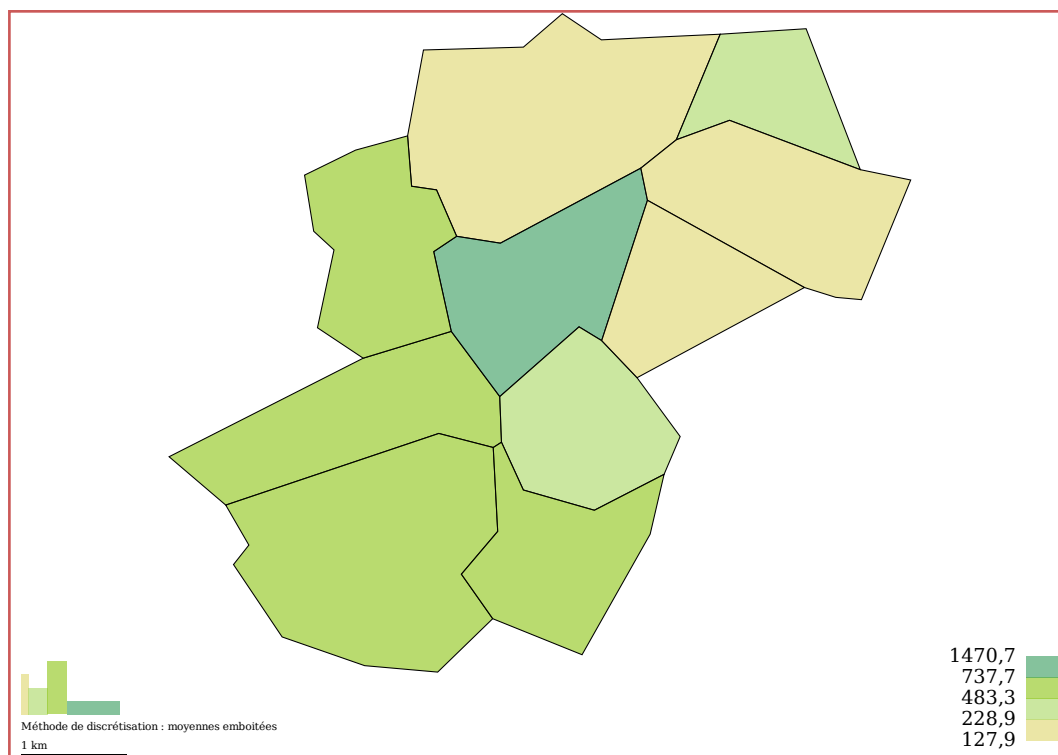 1470,7
737,7
483,3
228,9
127,9
Méthode de discrétisation : moyennes emboitées
1 km